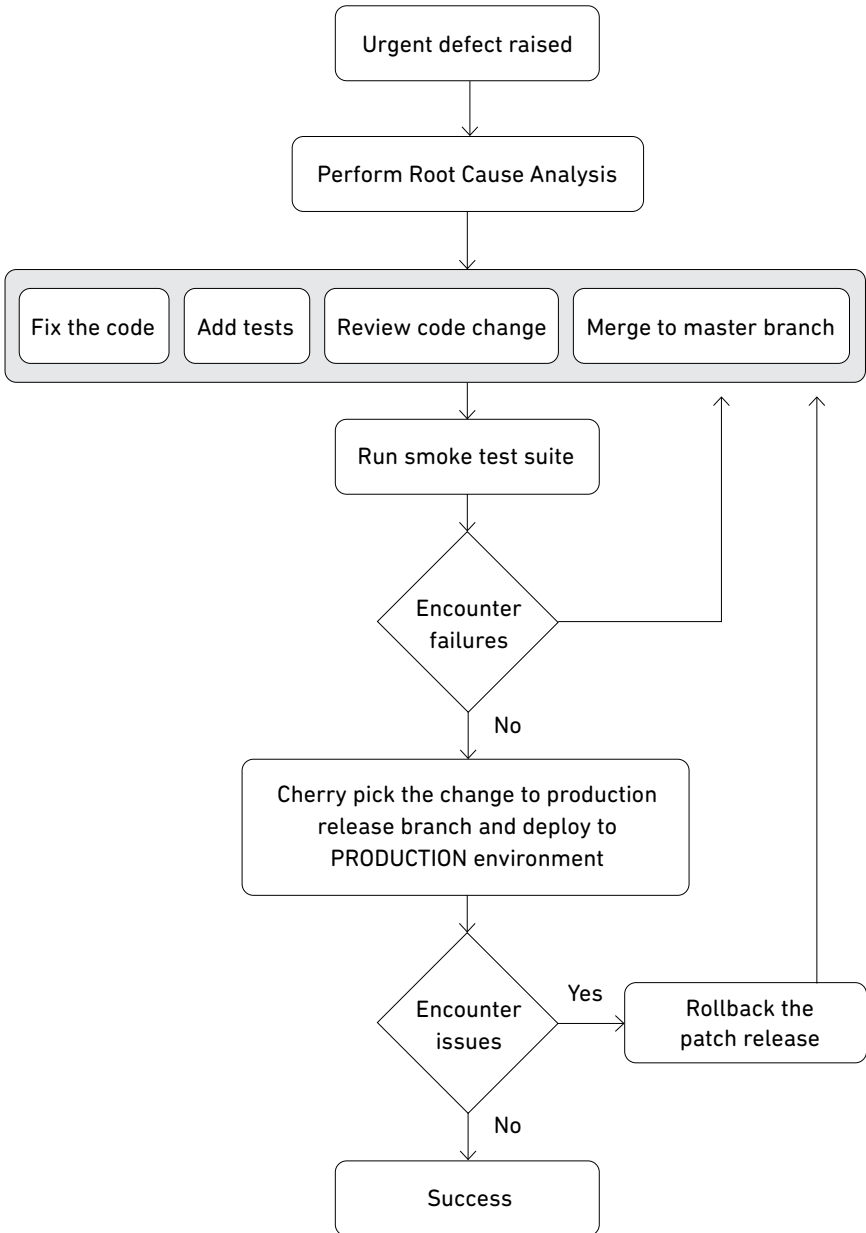 Urgent defect raised
Perform Root Cause Analysis
Fix the code
Add tests
Review code change
Merge to master branch
Run smoke test suite
Encounter
failures
No
Cherry pick the change to production
release branch and deploy to
PRODUCTION environment
Encounter
issues
Yes
Rollback the
patch release
No
Success